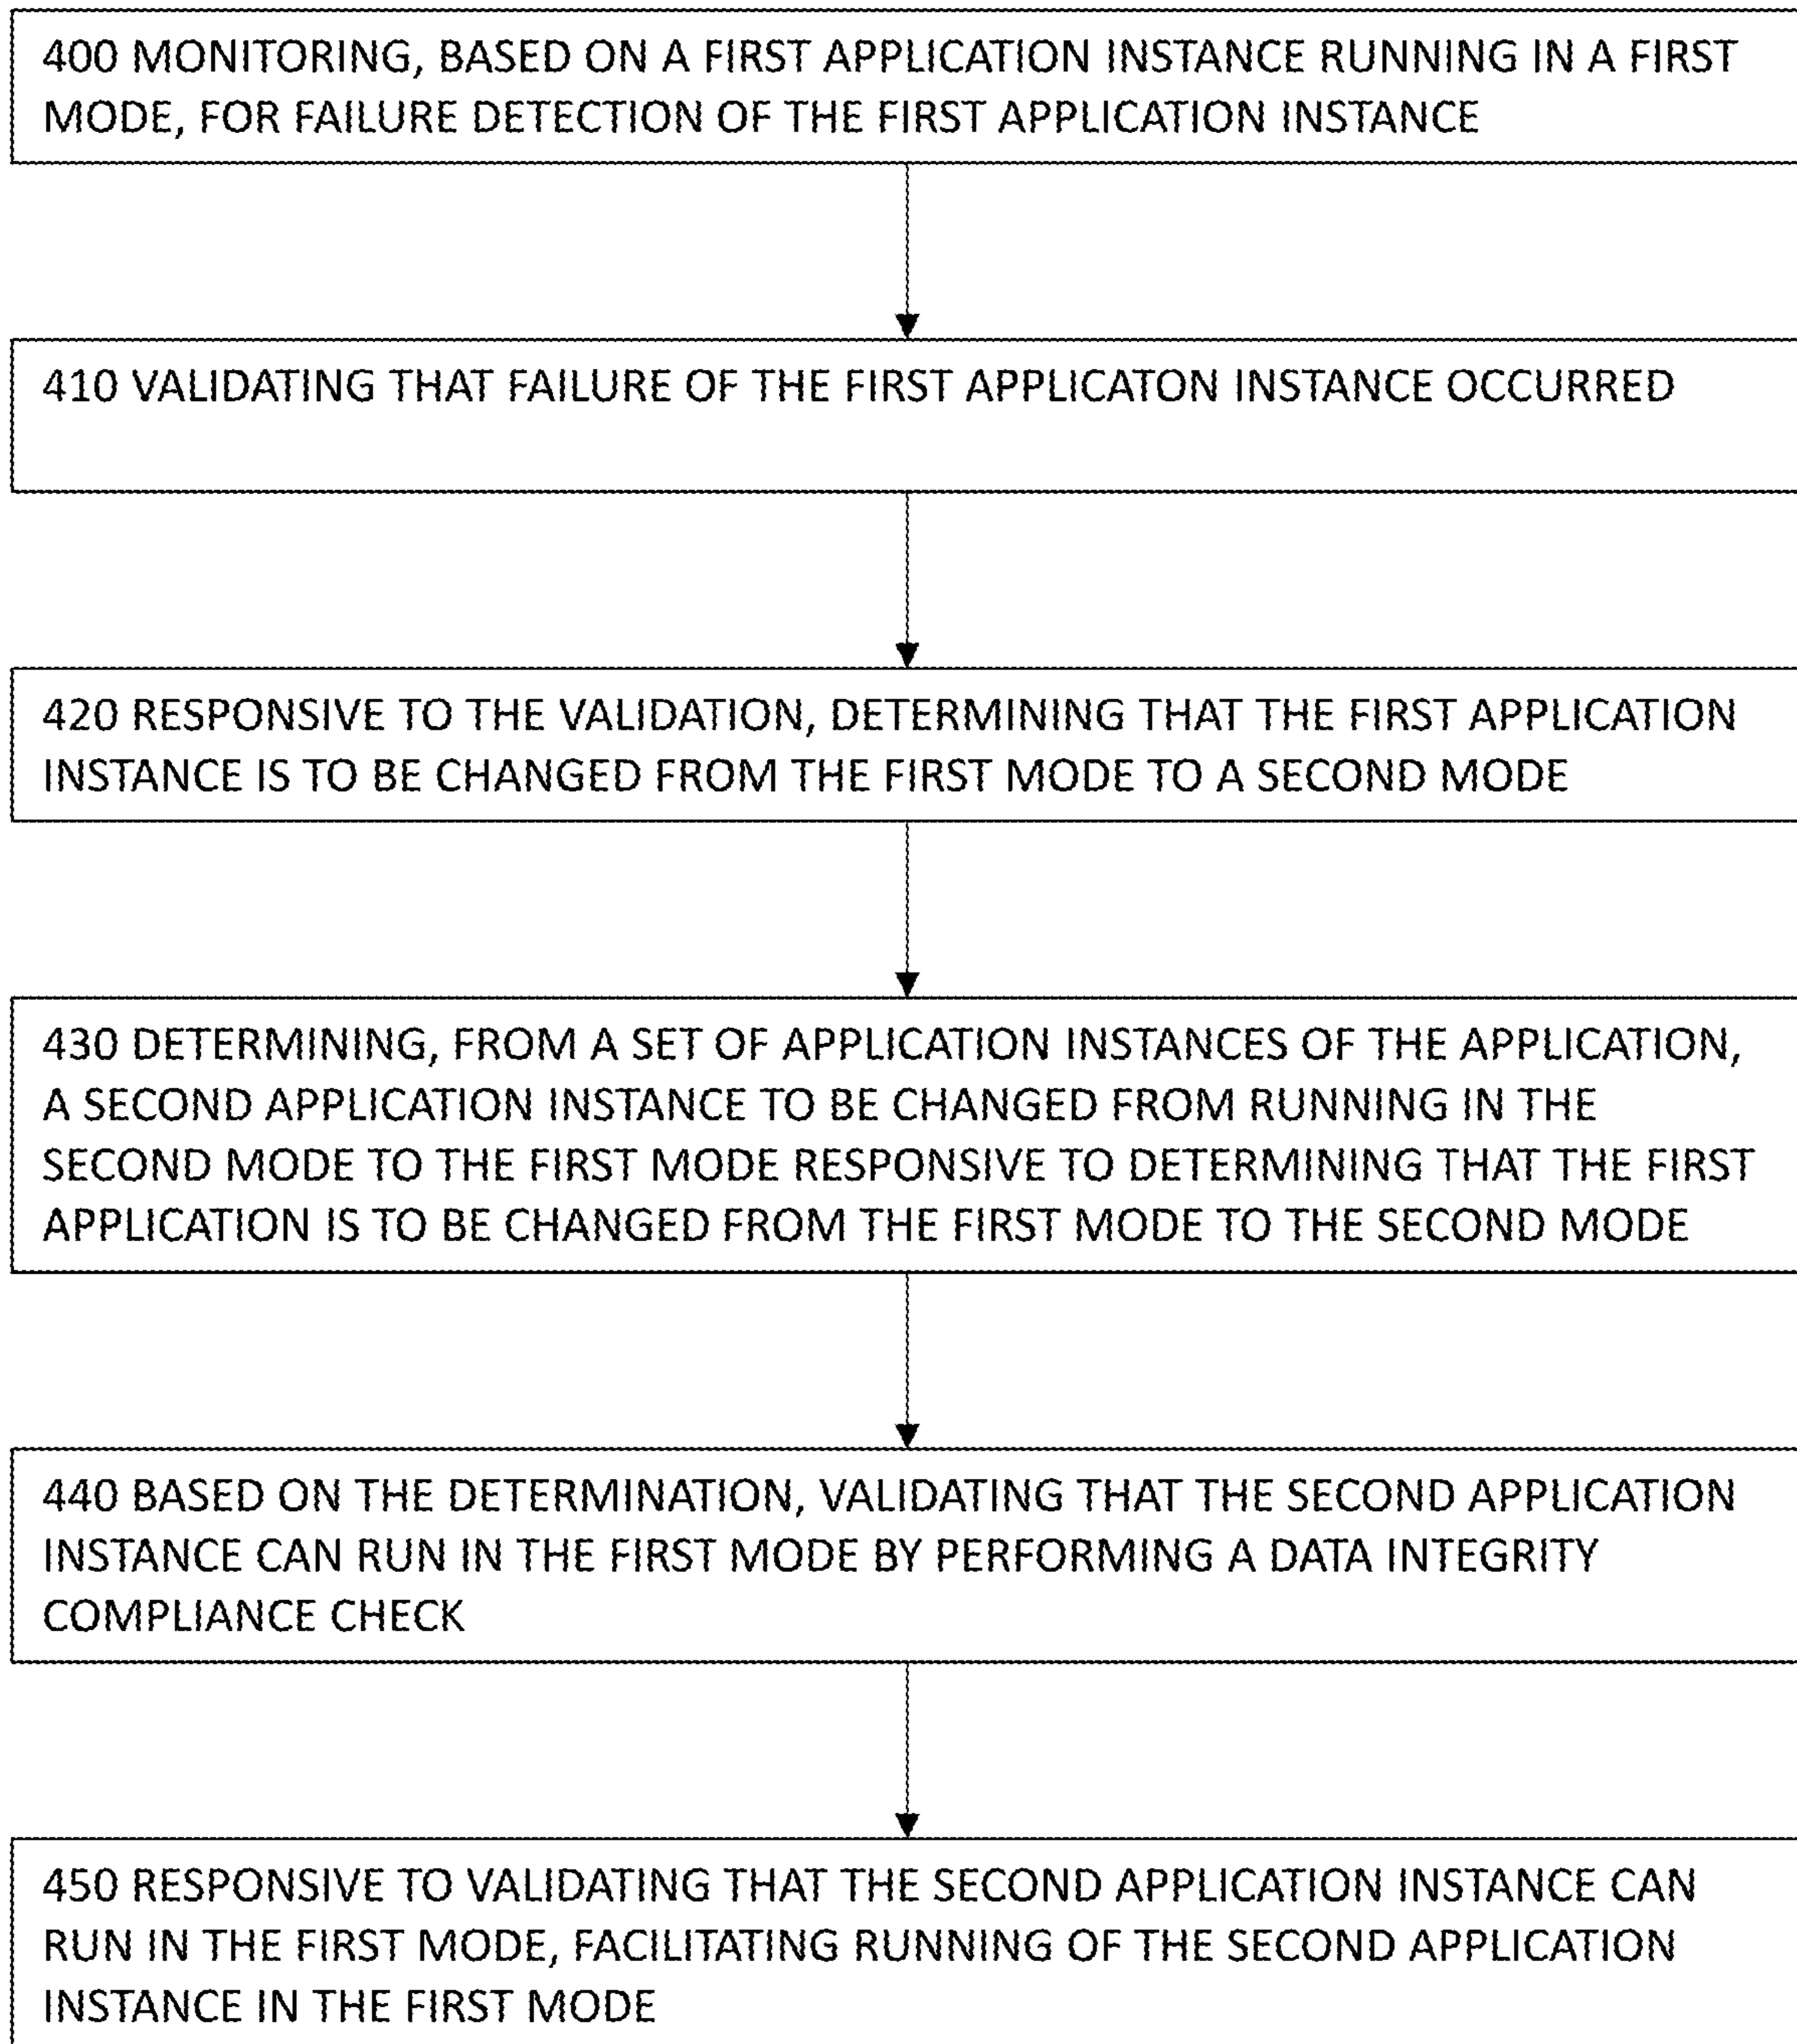 400 MONITORING, BASED ON A FIRST APPLICATION INSTANCE RUNNING IN A FIRST
MODE, FOR FAILURE DETECTION OF THE FIRST APPLICATION INSTANCE
410 VALIDATING THAT FAILURE OF THE FIRST APPLICATON INSTANCE OCCURRED
420 RESPONSIVE TO THE VALIDATION, DETERMINING THAT THE FIRST APPLICATION
INSTANCE IS TO BE CHANGED FROM THE FIRST MODE TO A SECOND MODE
430 DETERMINING, FROM A SET OF APPLICATION INSTANCES OF THE APPLICATION,
A SECOND APPLICATION INSTANCE TO BE CHANGED FROM RUNNING IN THE
SECOND MODE TO THE FIRST MODE RESPONSIVE TO DETERMINING THAT THE FIRST
APPLICATION IS TO BE CHANGED FROM THE FIRST MODE TO THE SECOND MODE
440 BASED ON THE DETERMINATION, VALIDATING THAT THE SECOND APPLICATION
INSTANCE CAN RUN IN THE FIRST MODE BY PERFORMING A DATA INTEGRITY
COMPLIANCE CHECK
450 RESPONSIVE TO VALIDATING THAT THE SECOND APPLICATION INSTANCE CAN
RUN IN THE FIRST MODE, FACILITATING RUNNING OF THE SECOND APPLICATION
INSTANCE IN THE FIRST MODE